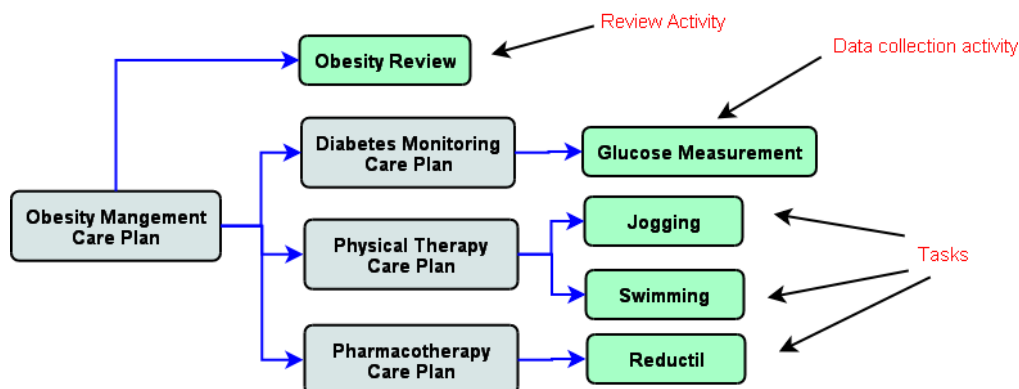 Review Activity
Obesity Review
Data collection activity
Diabetes Monitoring
Care Plan
Glucose Measurement
Obesity Mangement
Care Plan
Jogging
Physical Therapy
Care Plan
Tasks
Swimming
Pharmacotherapy
Care Plan
Reductil